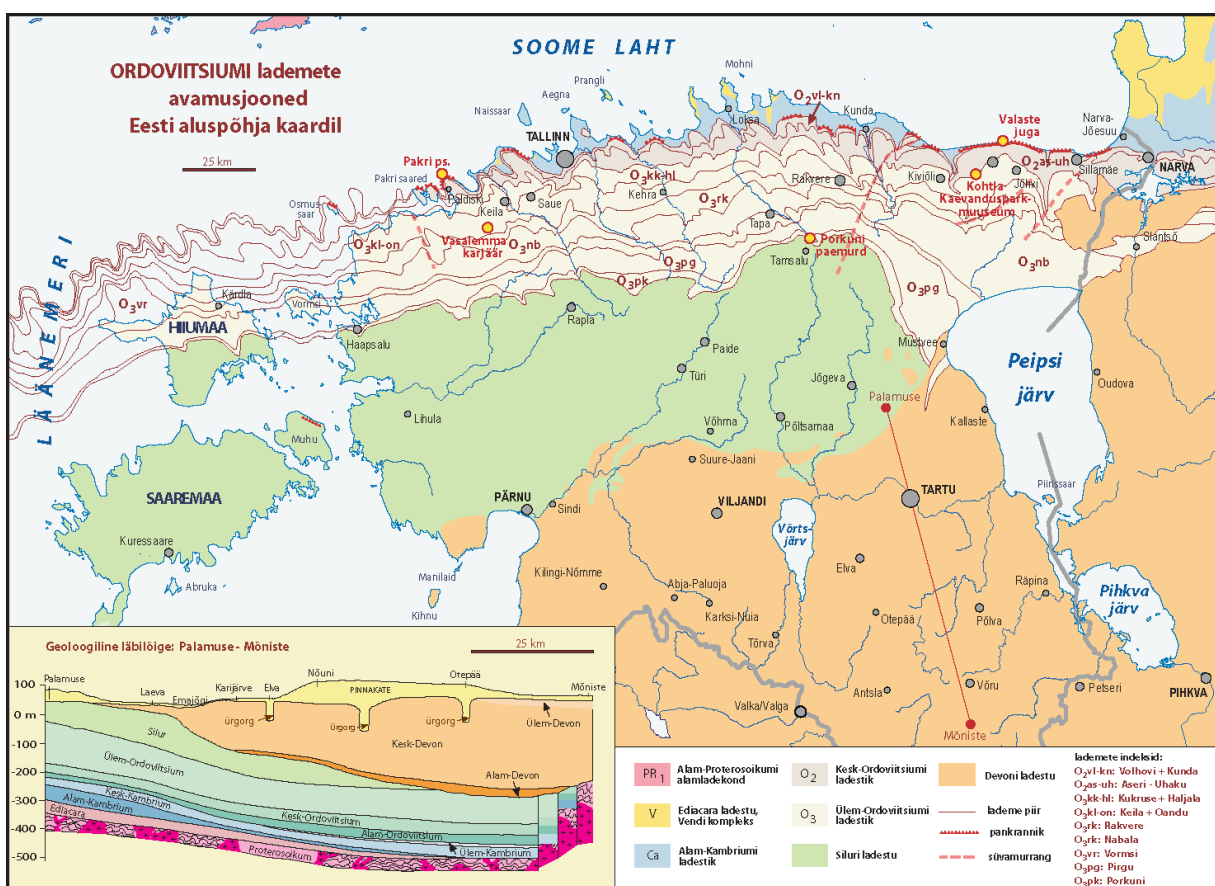 ORDOVIITSIUMI lademete
avamusjooned
Eesti aluspõhja kaardil
25 km
SOOME LAHT
LÄÄNEMERI
Mohni
Prangli
Aegna
Naissaar
TALLINN
Loksa
O₂vl-kn
Kunda
Valaste
juga
Narva-
Jõesuu
NARVA
Pakri ps.
Pakri saared
Paldiski
Keila
Saue
O₃kk-hl
Kehra
O₃rk
Rakvere
Kiviõli
O₂as-uh
Jõhvi
Sillamäe
Kohtla
Kaevanduspark-
muuseum
Osmus-
saar
O₃kl-on
Vasalemma
karjäär
O₃nb
Tapa
Porkuni
paemurd
Tamsalu
Slantsõ
O₃nb
O₃pg
O₃pk
O₃pg
O₃vr
Kärdla
Vormsi
HIIUMAA
Haapsalu
Rapla
Paide
Türi
Mustvee
Peipsi
järv
Oudova
Jõgeva
Palamuse
Kallaste
Lihula
Muhu
Võhma
Põltsamaa
Suure-Jaani
SAAREMAA
PÄRNU
Sindi
VILJANDI
TARTU
Piirissaar
Võrts-
järv
Kuressaare
Abruka
Manilaid
Kihnu
Kilingi-Nõmme
Abja-Paluoja
Karksi-Nuia
Elva
Otepää
Põlva
Räpina
Pihkva
järv
Tõrva
Antsla
Võru
Petseri
PIHKVA
Valka/Valga
Mõniste
Geoloogiline läbilõige: Palamuse - Mõniste
25 km
Palamuse
Laeva
Emajõgi
Karijärve
Elva
Nõuni
PINNAKATE
Otepää
Mõniste
100
0 m
-100
-200
-300
-400
-500
ürgorg
ürgorg
ürgorg
Ülem-Devon
Kesk-Devon
Silur
Alam-Devon
Ülem-Ordoviitsium
Kesk-Ordoviitsium
Alam-Ordoviitsium
Kesk-Kambrium
Alam-Kambrium
Ülem-Kambrium
Ediacara
Proterosoikum
PR₁
Alam-Proterosoikumi
alamladekond
V
Ediacara ladestu,
Vendi kompleks
Ca
Alam-Kambriumi
ladestik
O₂
Kesk-Ordoviitsiumi
ladestik
O₃
Ülem-Ordoviitsiumi
ladestik
Siluri ladestu
Devoni ladestu
lademe piir
pankrannik
süvamurrang
lademete indeksid:
O₂vl-kn: Volhovi + Kunda
O₂as-uh: Aseri - Uhaku
O₃kk-hl: Kukruse + Haljala
O₃kl-on: Keila + Oandu
O₃rk: Rakvere
O₃rk: Nabala
O₃vr: Vormsi
O₃pg: Pirgu
O₃pk: Porkuni